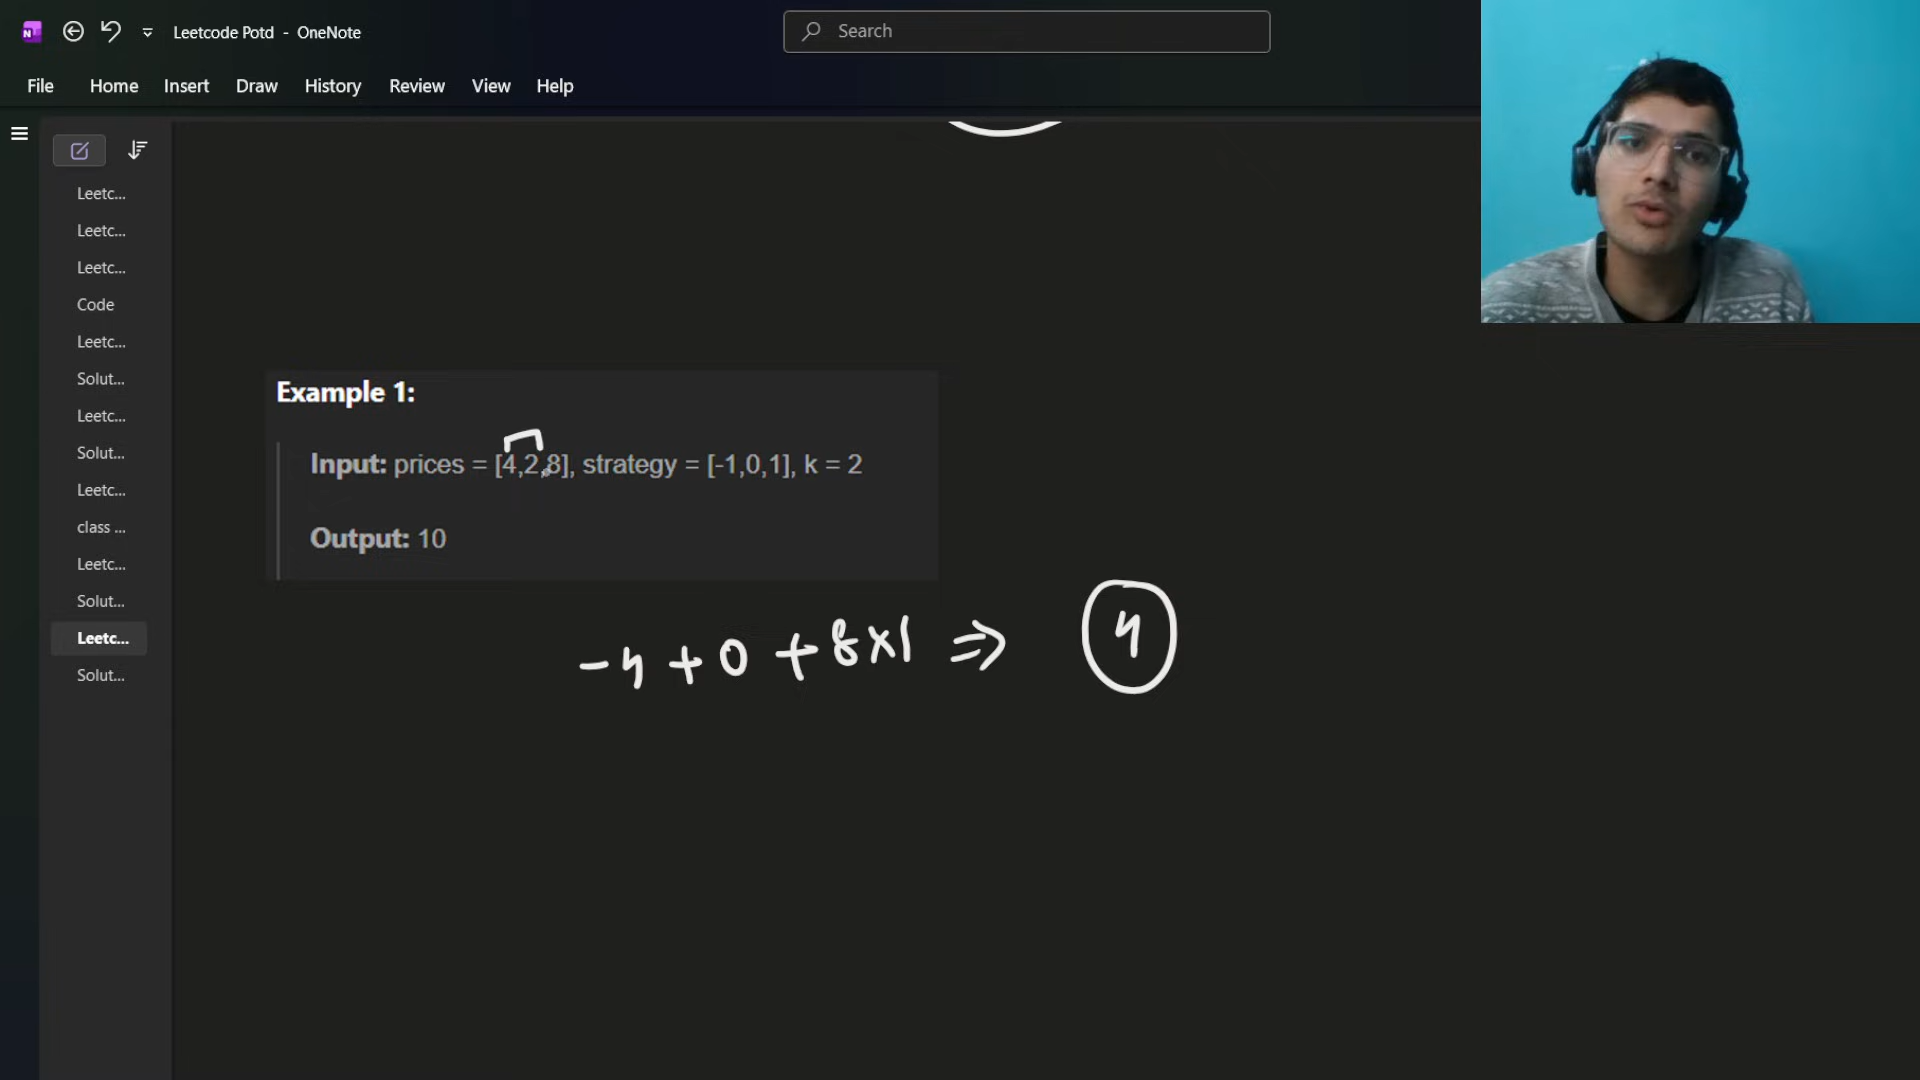 Leetcode Potd - OneNote
Search
File Home Insert Draw History Review View Help
Leetc...
Leetc...
Leetc...
Code
Leetc...
Solut...
Leetc...
Solut...
Leetc...
class ...
Leetc...
Solut...
Leetc...
Solut...
Example 1:
Input: prices = [4,2,8], strategy = [-1,0,1], k = 2
Output: 10
-4 + 0 + 8x1 ⇒ 4